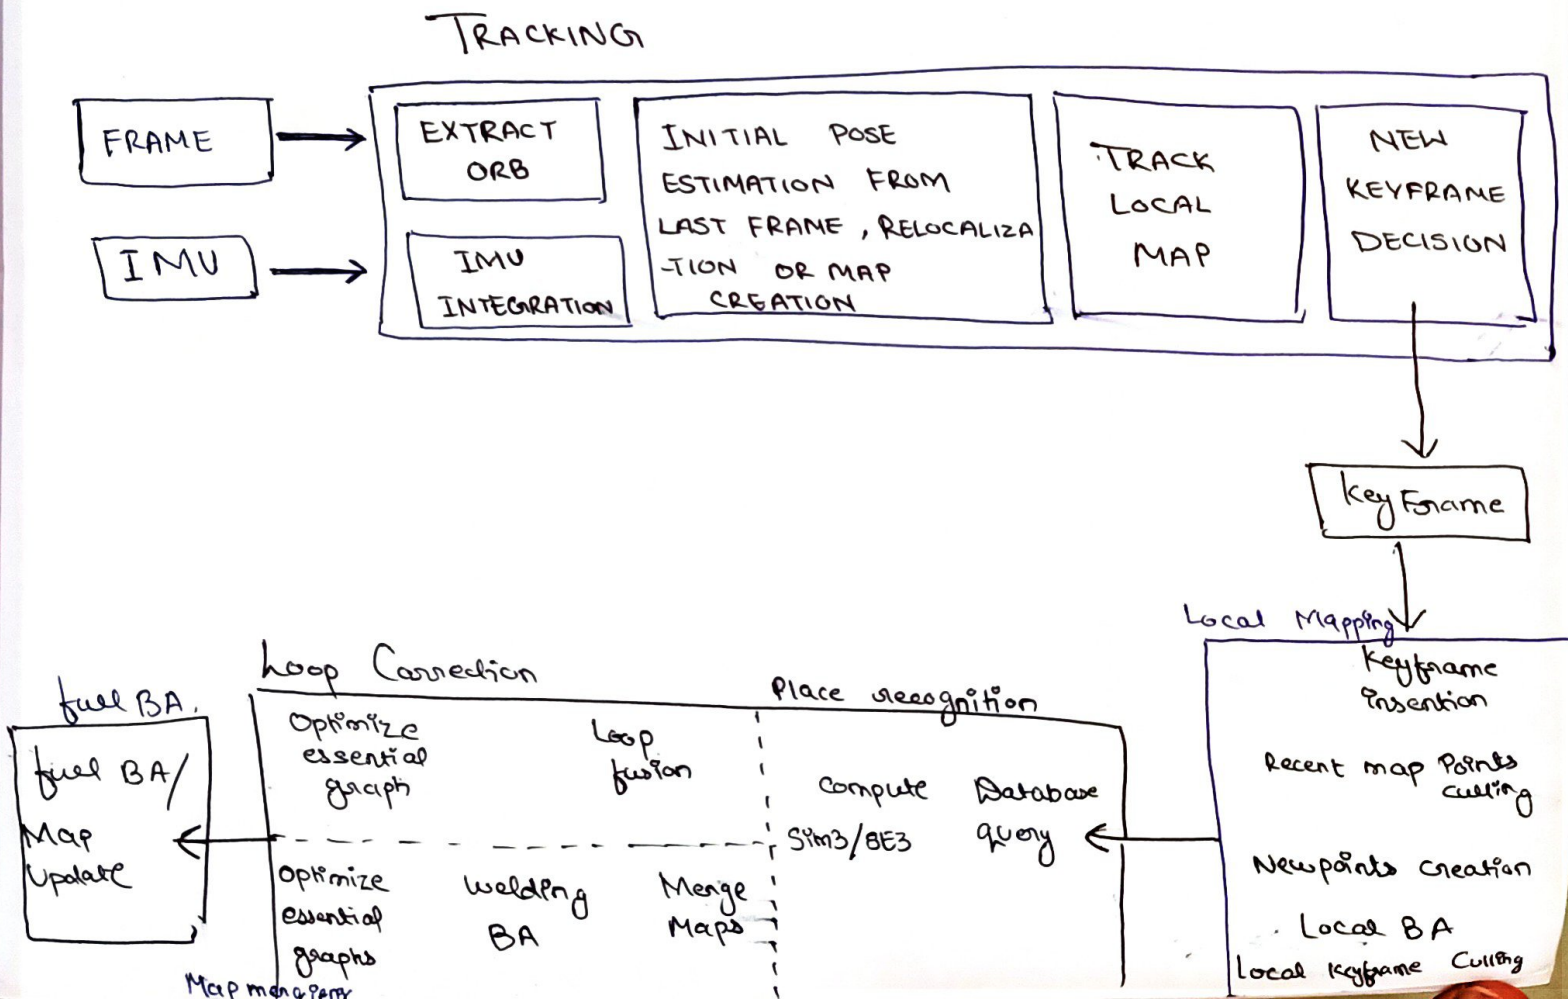 TRACKING
FRAME
IMU
EXTRACT
ORB
IMU
INTEGRATION
INITIAL POSE
ESTIMATION FROM
LAST FRAME, RELOCALIZA
-TION OR MAP
CREATION
TRACK
LOCAL
MAP
NEW
KEYFRAME
DECISION
Key Frame
Local Mapping
Keyframe
insertion
Recent map Points
culling
New points creation
Local BA
Local Keyframe Culling
Place recognition
Compute
Sim3/SE3
Database
query
Loop Correction
Optimize
essential
graph
Loop
fusion
Optimize
essential
graphs
Welding
BA
Merge
Maps
Map merging
full BA.
full BA/
Map
Update